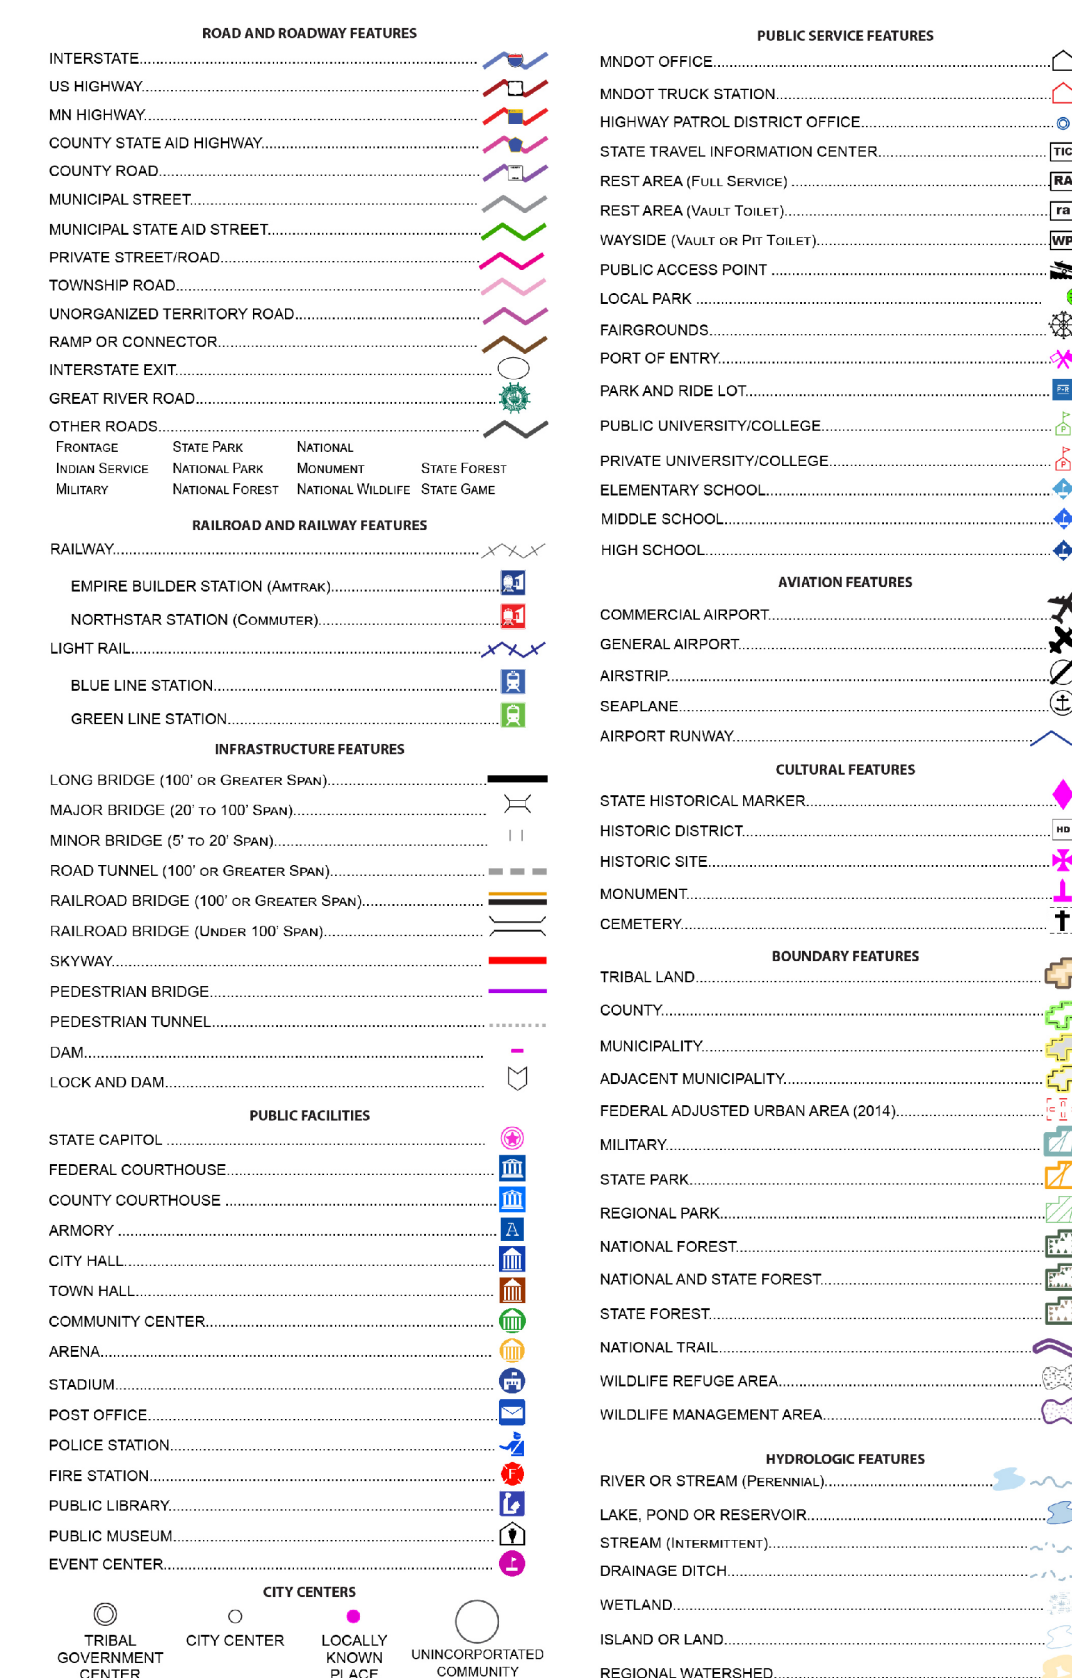 ROAD AND ROADWAY FEATURES
INTERSTATE
US HIGHWAY
MN HIGHWAY
COUNTY STATE AID HIGHWAY
COUNTY ROAD
MUNICIPAL STREET
MUNICIPAL STATE AID STREET
PRIVATE STREET/ROAD
TOWNSHIP ROAD
UNORGANIZED TERRITORY ROAD
RAMP OR CONNECTOR
INTERSTATE EXIT
GREAT RIVER ROAD
OTHER ROADS
FRONTAGE STATE PARK NATIONAL
INDIAN SERVICE NATIONAL PARK MONUMENT STATE FOREST
MILITARY NATIONAL FOREST NATIONAL WILDLIFE STATE GAME
RAILROAD AND RAILWAY FEATURES
RAILWAY
EMPIRE BUILDER STATION (AMTRAK)
NORTHSTAR STATION (COMMUTER)
LIGHT RAIL
BLUE LINE STATION
GREEN LINE STATION
INFRASTRUCTURE FEATURES
LONG BRIDGE (100' OR GREATER SPAN)
MAJOR BRIDGE (20' TO 100' SPAN)
MINOR BRIDGE (5' TO 20' SPAN)
ROAD TUNNEL (100' OR GREATER SPAN)
RAILROAD BRIDGE (100' OR GREATER SPAN)
RAILROAD BRIDGE (UNDER 100' SPAN)
SKYWAY
PEDESTRIAN BRIDGE
PEDESTRIAN TUNNEL
DAM
LOCK AND DAM
PUBLIC FACILITIES
STATE CAPITOL
FEDERAL COURTHOUSE
COUNTY COURTHOUSE
ARMORY A
CITY HALL
TOWN HALL
COMMUNITY CENTER
ARENA
STADIUM
POST OFFICE
POLICE STATION
FIRE STATION F
PUBLIC LIBRARY
PUBLIC MUSEUM
EVENT CENTER
CITY CENTERS
TRIBAL GOVERNMENT CENTER
CITY CENTER
LOCALLY KNOWN PLACE
UNINCORPORTATED COMMUNITY
PUBLIC SERVICE FEATURES
MNDOT OFFICE
MNDOT TRUCK STATION
HIGHWAY PATROL DISTRICT OFFICE
STATE TRAVEL INFORMATION CENTER TIC
REST AREA (FULL SERVICE) RA
REST AREA (VAULT TOILET) ra
WAYSIDE (VAULT OR PIT TOILET) WP
PUBLIC ACCESS POINT
LOCAL PARK
FAIRGROUNDS
PORT OF ENTRY
PARK AND RIDE LOT
PUBLIC UNIVERSITY/COLLEGE P
PRIVATE UNIVERSITY/COLLEGE P
ELEMENTARY SCHOOL
MIDDLE SCHOOL
HIGH SCHOOL
AVIATION FEATURES
COMMERCIAL AIRPORT
GENERAL AIRPORT
AIRSTRIP
SEAPLANE
AIRPORT RUNWAY
CULTURAL FEATURES
STATE HISTORICAL MARKER
HISTORIC DISTRICT HD
HISTORIC SITE
MONUMENT
CEMETERY
BOUNDARY FEATURES
TRIBAL LAND
COUNTY
MUNICIPALITY
ADJACENT MUNICIPALITY
FEDERAL ADJUSTED URBAN AREA (2014)
MILITARY
STATE PARK
REGIONAL PARK
NATIONAL FOREST
NATIONAL AND STATE FOREST
STATE FOREST
NATIONAL TRAIL
WILDLIFE REFUGE AREA
WILDLIFE MANAGEMENT AREA
HYDROLOGIC FEATURES
RIVER OR STREAM (PERENNIAL)
LAKE, POND OR RESERVOIR
STREAM (INTERMITTENT)
DRAINAGE DITCH
WETLAND
ISLAND OR LAND
REGIONAL WATERSHED